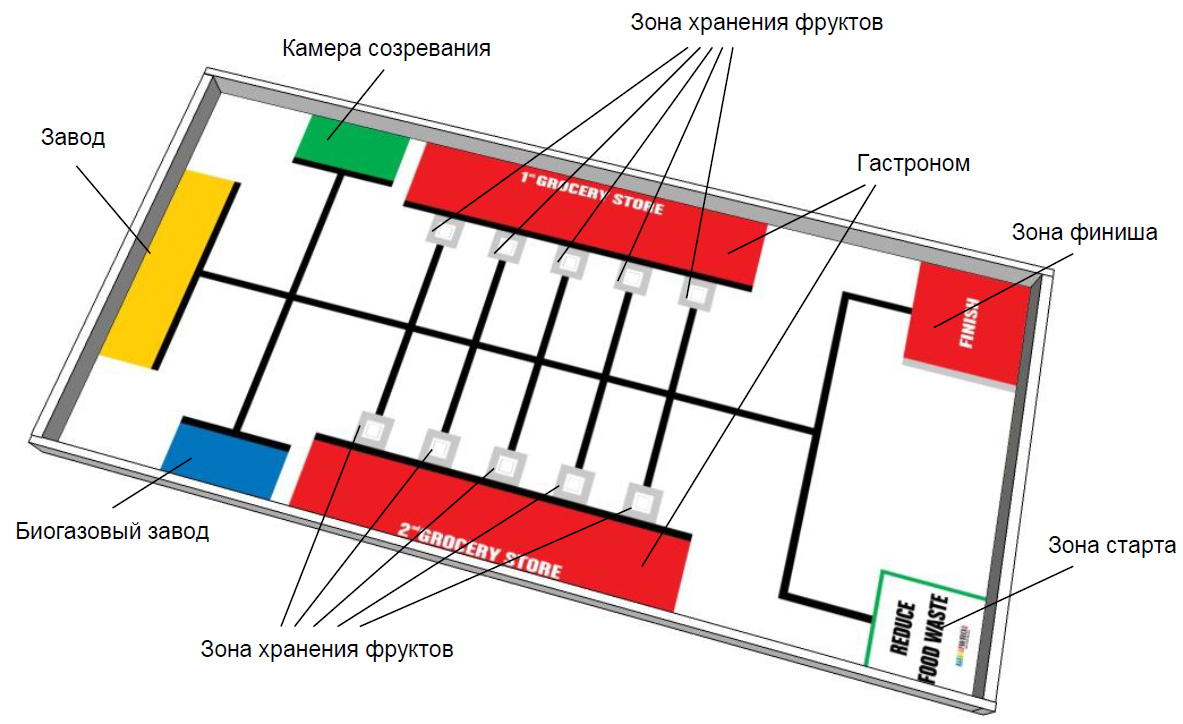 Зона хранения фруктов
Камера созревания
Завод
Гастроном
1ST GROCERY STORE
Зона финиша
FINISH
Биогазовый завод
2nd GROCERY STORE
Зона старта
REDUCE
FOOD WASTE
Зона хранения фруктов